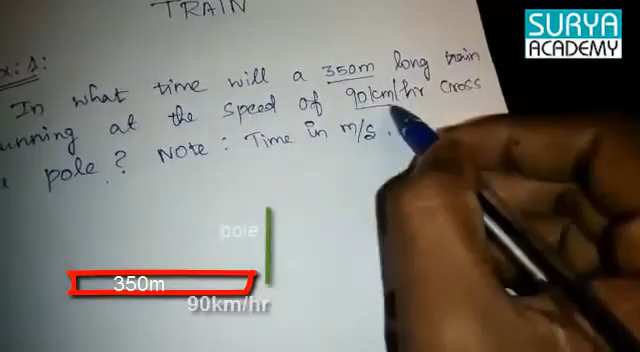 TRAIN
SURYA
ACADEMY
Ex: 1:
In what time will a 350m long train
running at the speed of 90km/hr cross
a pole? Note: Time in m/s.
pole
350m
90km/hr